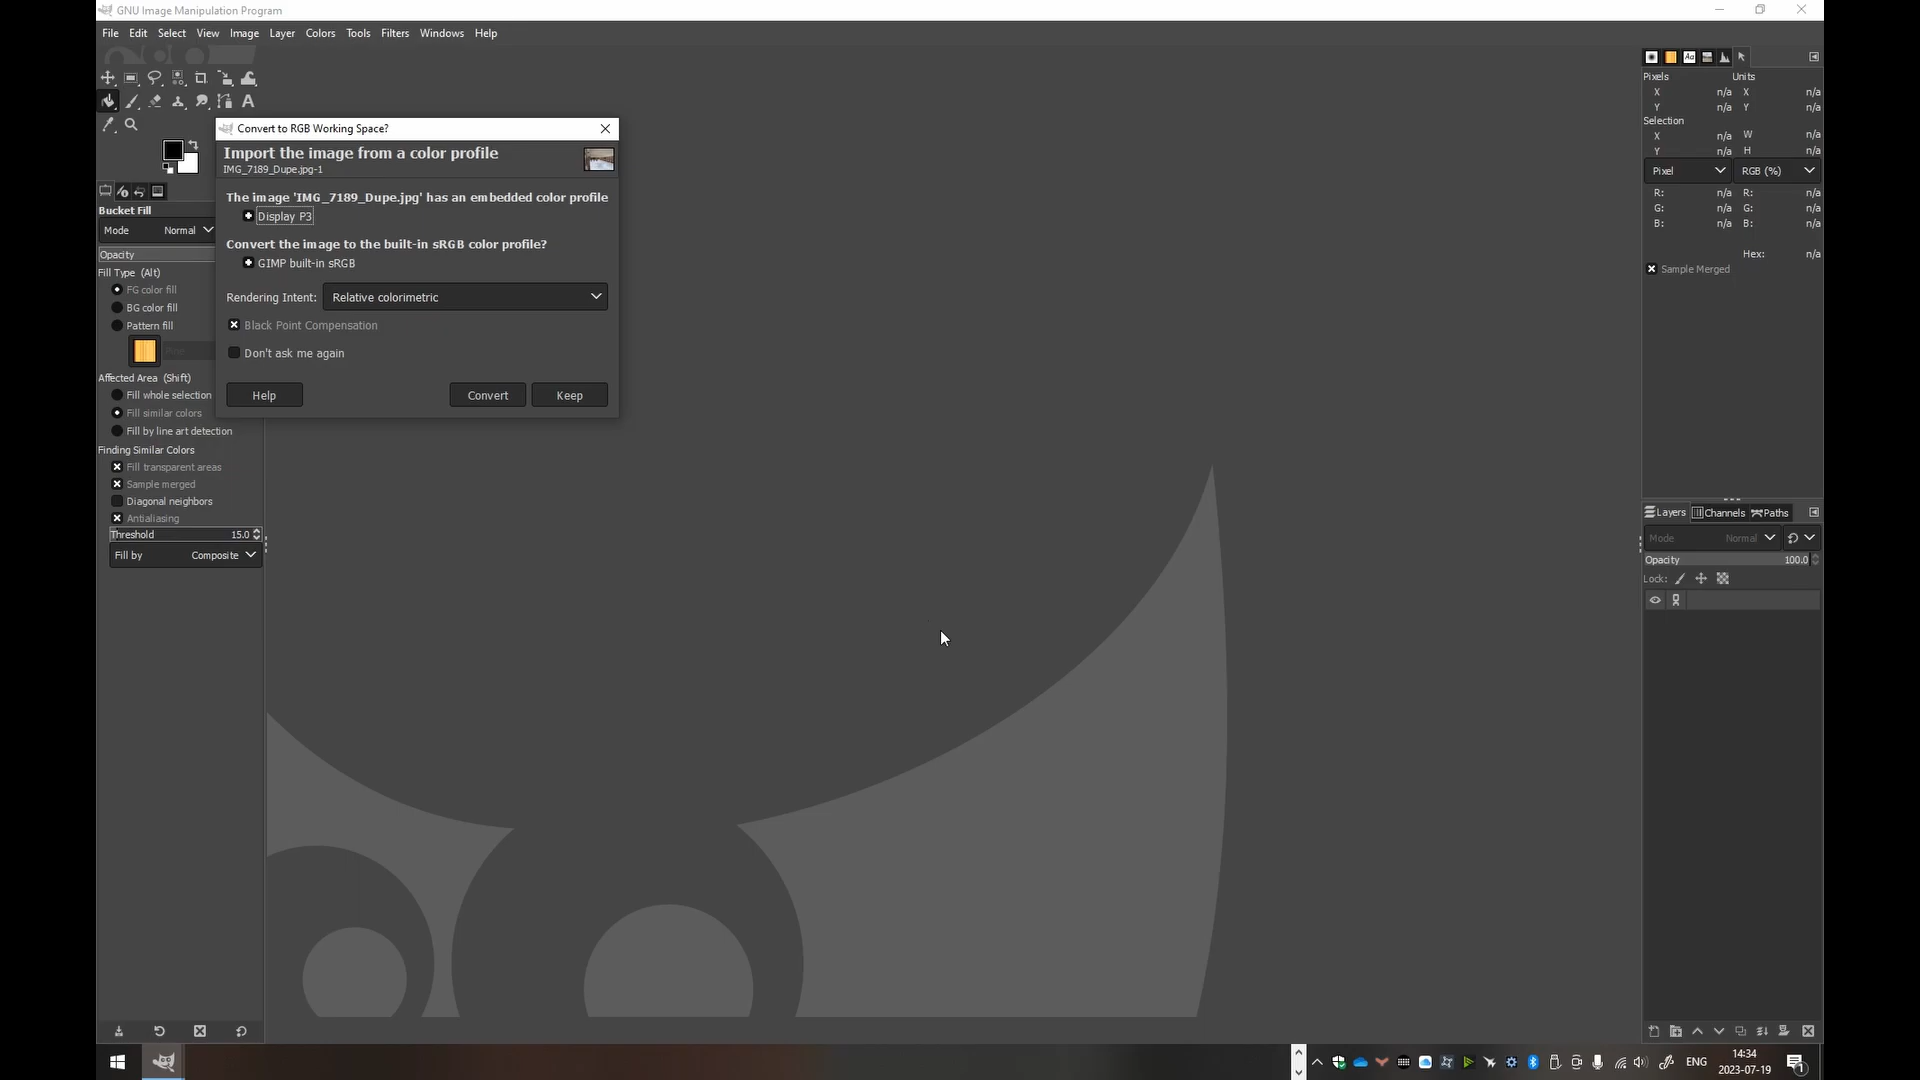 GNU Image Manipulation Program
File Edit Select View Image Layer Colors Tools Filters Windows Help
Convert to RGB Working Space?
Import the image from a color profile
IMG_7189_Dupe.jpg-1
The image 'IMG_7189_Dupe.jpg' has an embedded color profile
Display P3
Convert the image to the built-in sRGB color profile?
GIMP built-in sRGB
Rendering Intent: Relative colorimetric
Black Point Compensation
Don't ask me again
Help Convert Keep
Bucket Fill
Mode Normal
Opacity
Fill Type (Alt)
FG color fill
BG color fill
Pattern fill
Affected Area (Shift)
Fill whole selection
Fill similar colors
Fill by line art detection
Finding Similar Colors
Fill transparent areas
Sample merged
Diagonal neighbors
Antialiasing
Threshold 15.0
Fill by Composite
Pixels Units
X n/a X n/a
Y n/a Y n/a
Selection
X n/a W n/a
Y n/a H n/a
Pixel RGB (%)
R: n/a R: n/a
G: n/a G: n/a
B: n/a B: n/a
Hex: n/a
Sample Merged
Layers Channels Paths
Mode Normal
Opacity 100.0
Lock:
ENG
14:34
2023-07-19
1